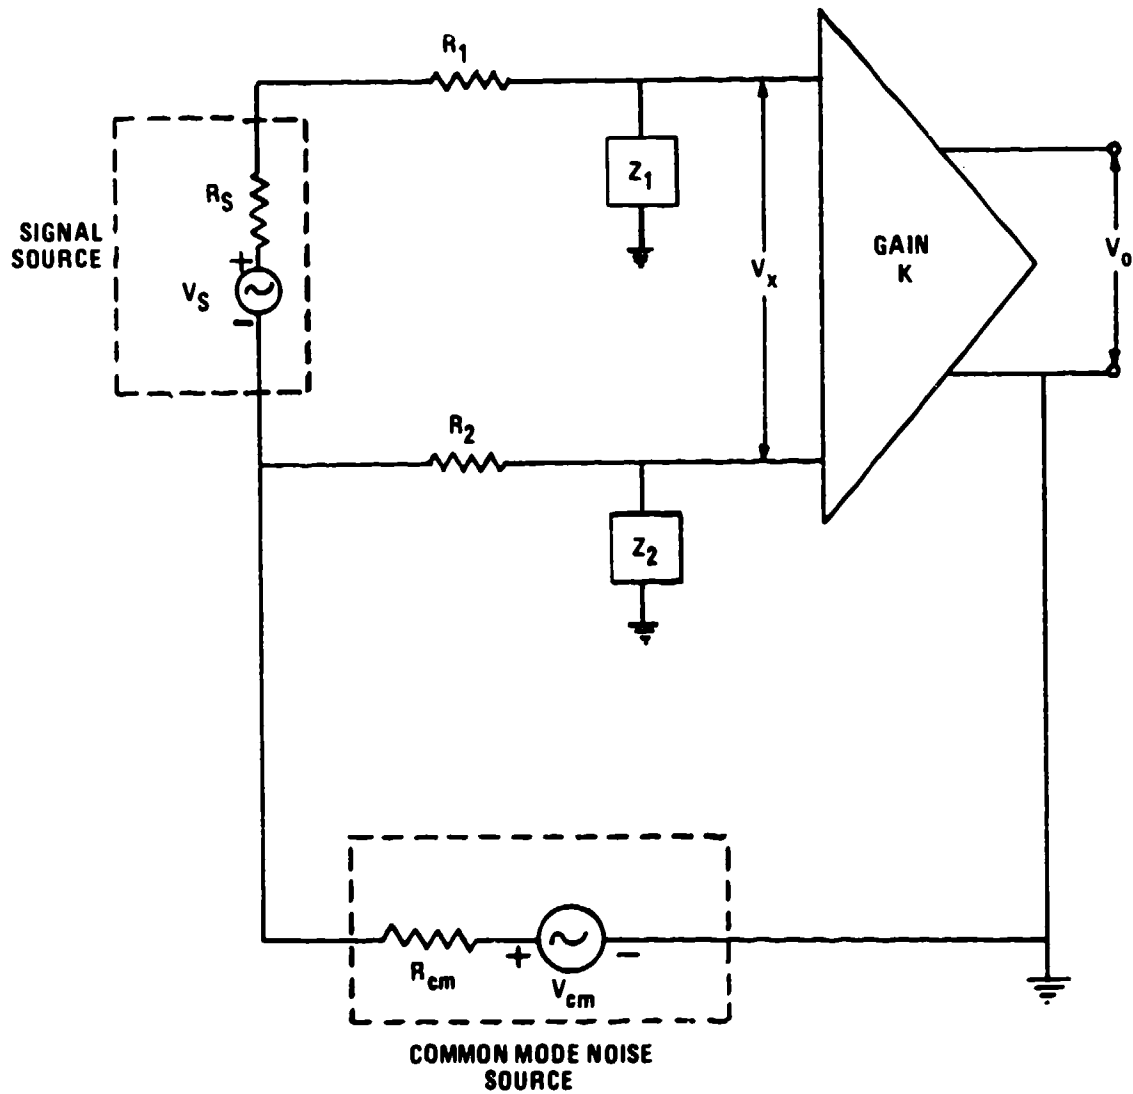 R1
RS
SIGNAL
SOURCE
+
VS
−
Z1
Vx
GAIN
K
Vo
R2
Z2
Rcm
+
Vcm
−
COMMON MODE NOISE
SOURCE